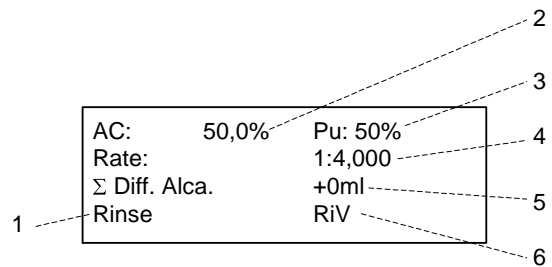 2
3
AC: 50,0% Pu: 50%
4
Rate: 1:4,000
Σ Diff. Alca. +0ml
5
1 Rinse RiV
6